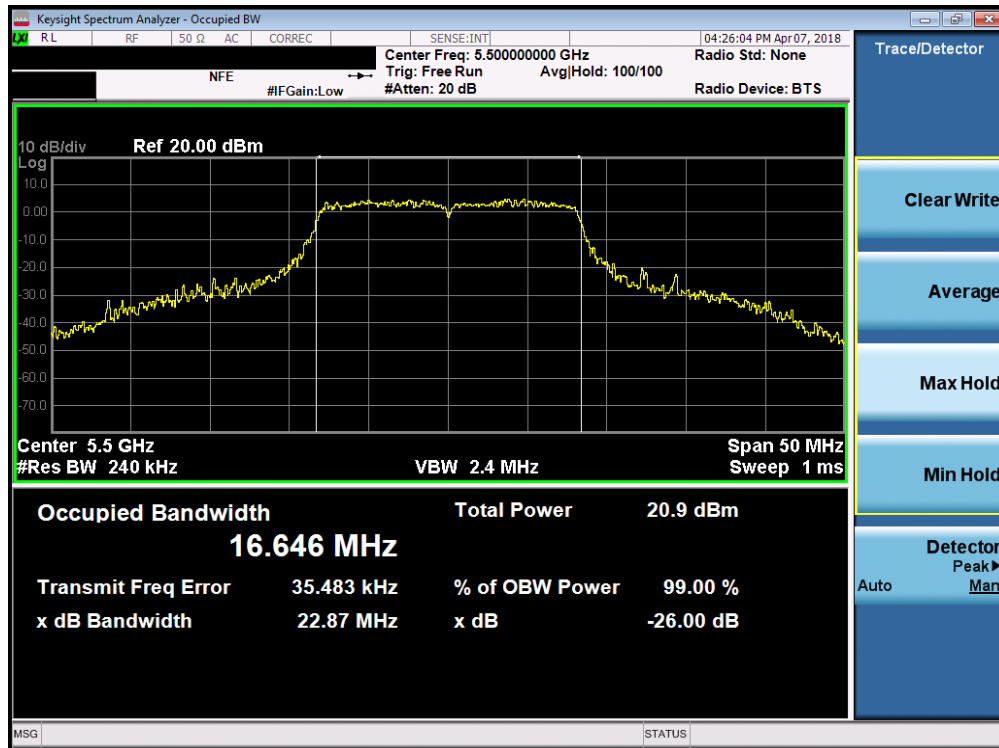 Keysight Spectrum Analyzer - Occupied BW
LXI RL RF 50 Ω AC CORREC SENSE:INT 04:26:04 PM Apr 07, 2018
Center Freq: 5.500000000 GHz Radio Std: None
NFE Trig: Free Run Avg|Hold: 100/100
#IFGain:Low #Atten: 20 dB Radio Device: BTS
Trace/Detector
10 dB/div Ref 20.00 dBm
Log
10.0
0.00
-10.0
-20.0
-30.0
-40.0
-50.0
-60.0
-70.0
Center 5.5 GHz Span 50 MHz
#Res BW 240 kHz VBW 2.4 MHz Sweep 1 ms
Occupied Bandwidth Total Power 20.9 dBm
16.646 MHz
Transmit Freq Error 35.483 kHz % of OBW Power 99.00 %
x dB Bandwidth 22.87 MHz x dB -26.00 dB
Clear Write
Average
Max Hold
Min Hold
Detector
Peak▶
Auto Man
MSG STATUS